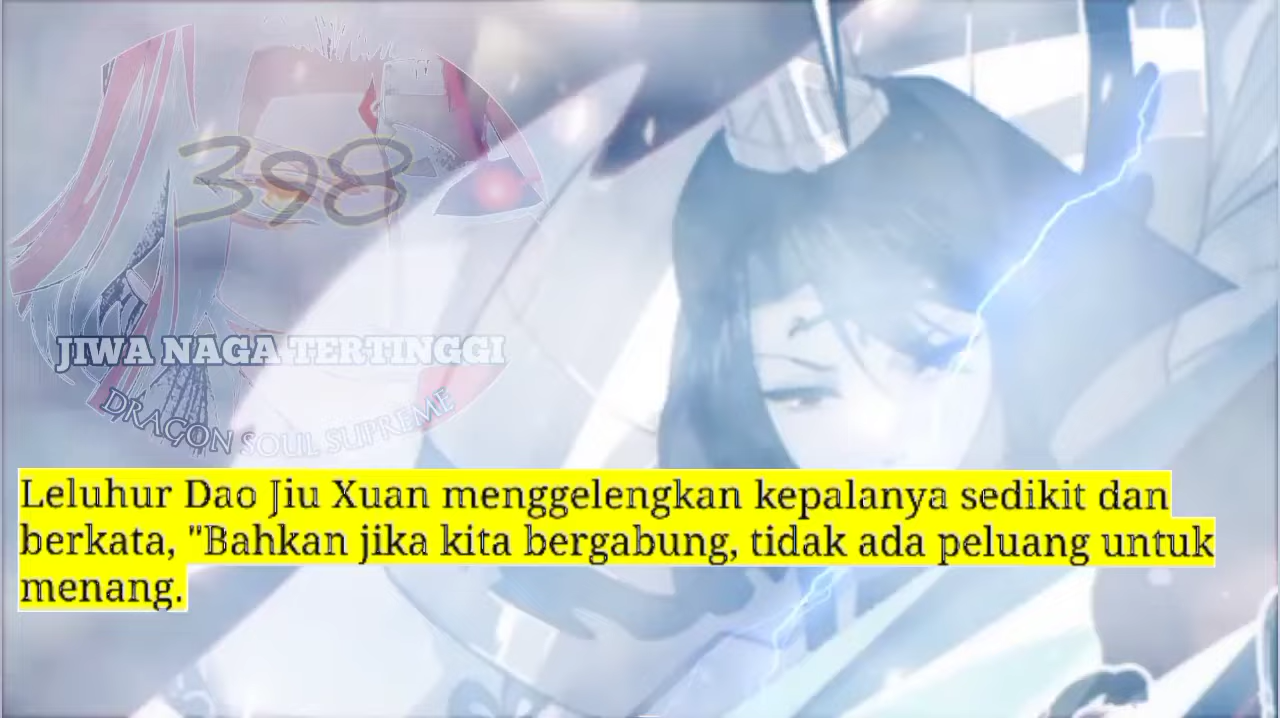 398
JIWA NAGA TERTINGGI
DRAGON SOUL SUPREME
Leluhur Dao Jiu Xuan menggelengkan kepalanya sedikit dan
berkata, "Bahkan jika kita bergabung, tidak ada peluang untuk
menang.